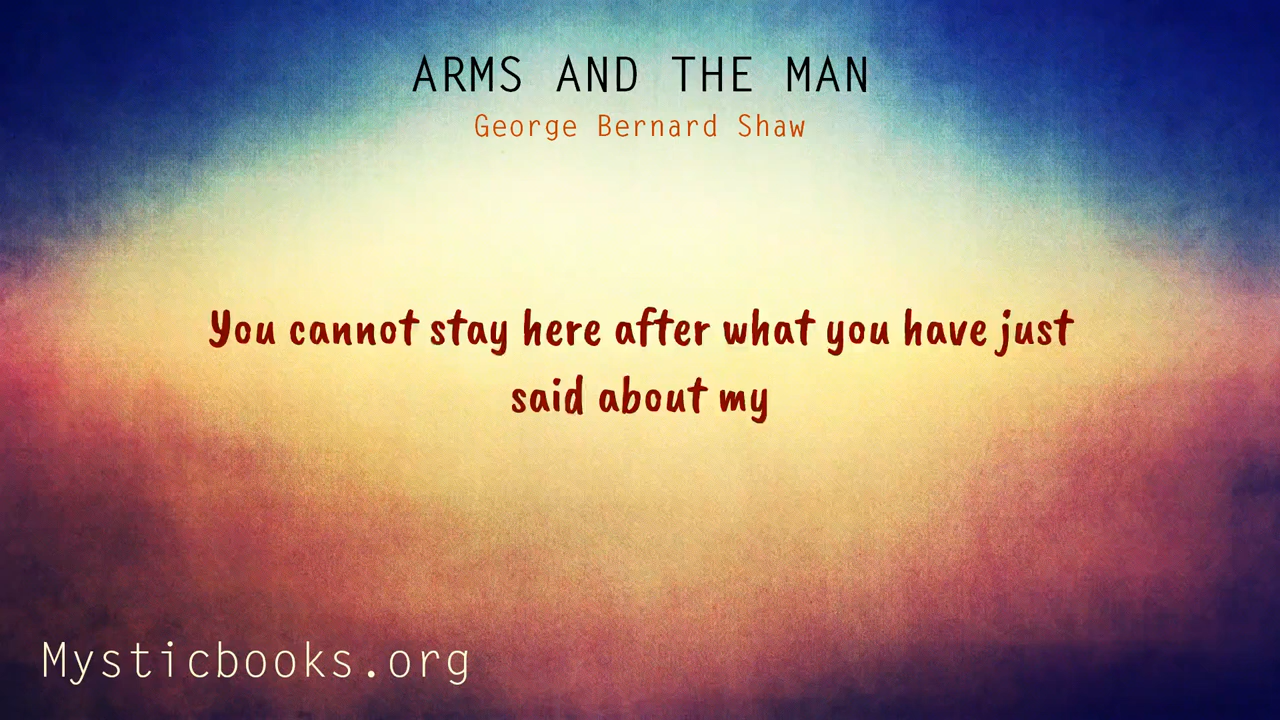 ARMS AND THE MAN
George Bernard Shaw
You cannot stay here after what you have just
said about my
Mysticbooks.org